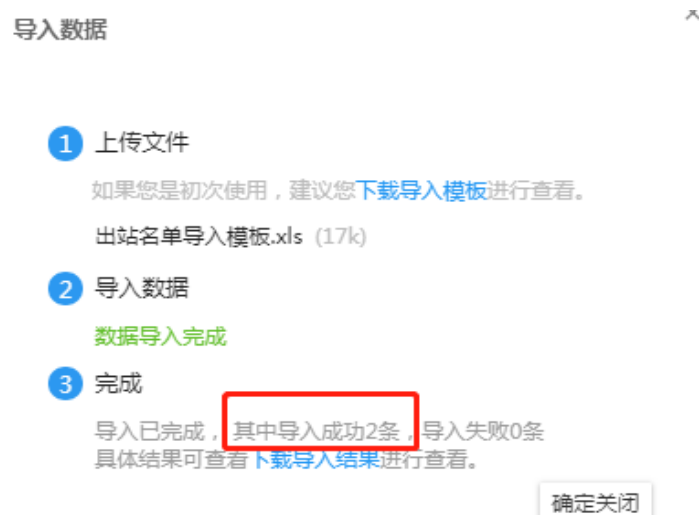 导入数据
1 上传文件
如果您是初次使用，建议您下载导入模板进行查看。
出站名单导入模板.xls (17k)
2 导入数据
数据导入完成
3 完成
导入已完成，其中导入成功2条，导入失败0条
具体结果可查看下载导入结果进行查看。
确定关闭